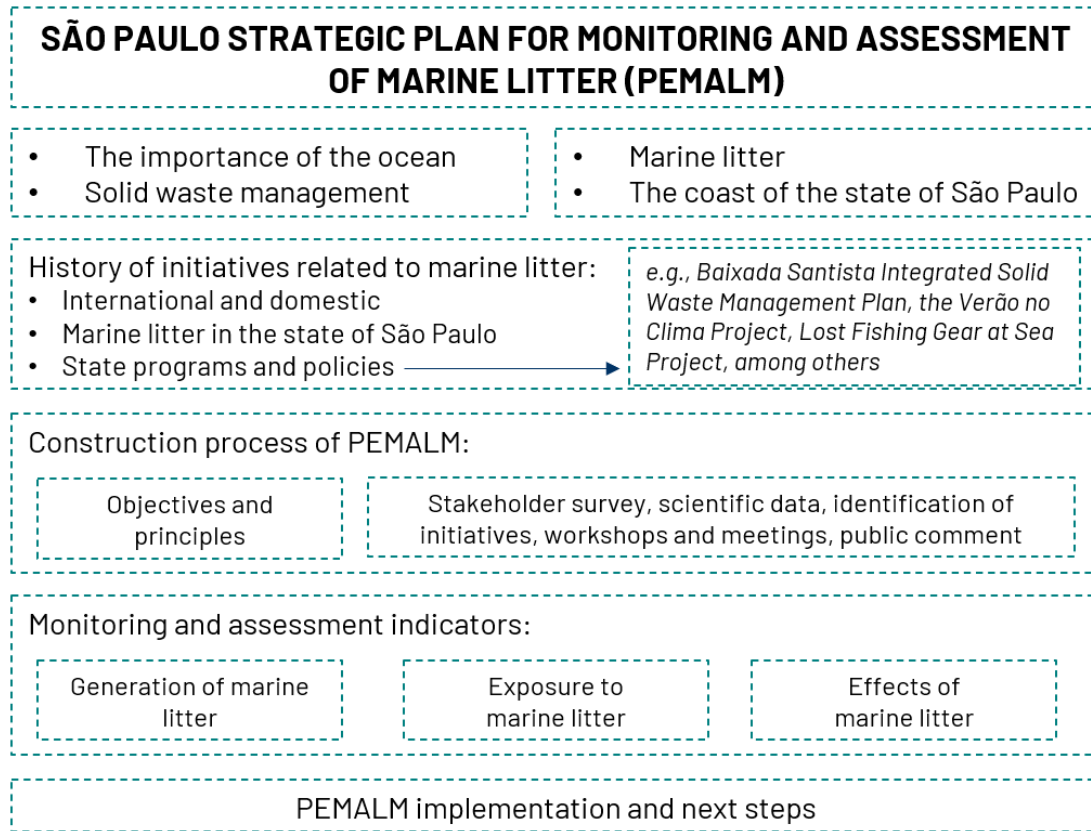 SÃO PAULO STRATEGIC PLAN FOR MONITORING AND ASSESSMENT
OF MARINE LITTER (PEMALM)
• The importance of the ocean
• Solid waste management
• Marine litter
• The coast of the state of São Paulo
History of initiatives related to marine litter:
• International and domestic
• Marine litter in the state of São Paulo
• State programs and policies
e.g., Baixada Santista Integrated Solid
Waste Management Plan, the Verão no
Clima Project, Lost Fishing Gear at Sea
Project, among others
Construction process of PEMALM:
Objectives and
principles
Stakeholder survey, scientific data, identification of
initiatives, workshops and meetings, public comment
Monitoring and assessment indicators:
Generation of marine
litter
Exposure to
marine litter
Effects of
marine litter
PEMALM implementation and next steps